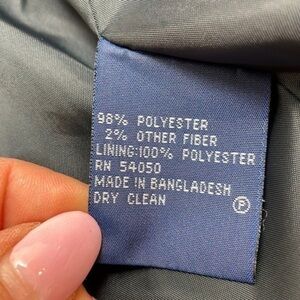 98% POLYESTER
2% OTHER FIBER
LINING:100% POLYESTER
RN 54050
MADE IN BANGLADESH
DRY CLEAN
P